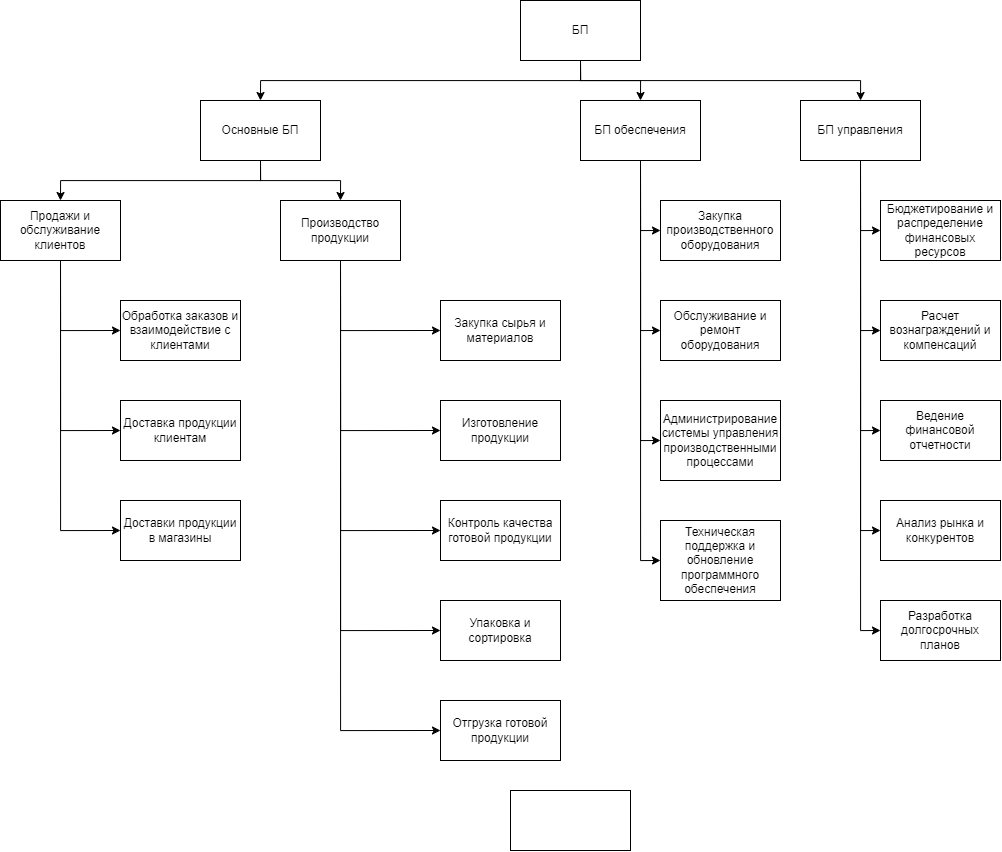 БП
Основные БП
БП обеспечения
БП управления
Продажи и
обслуживание
клиентов
Производство
продукции
Закупка
производственного
оборудования
Бюджетирование и
распределение
финансовых
ресурсов
Обработка заказов и
взаимодействие с
клиентами
Закупка сырья и
материалов
Обслуживание и
ремонт
оборудования
Расчет
вознаграждений и
компенсаций
Доставка продукции
клиентам
Изготовление
продукции
Администрирование
системы управления
производственными
процессами
Ведение
финансовой
отчетности
Доставки продукции
в магазины
Контроль качества
готовой продукции
Техническая
поддержка и
обновление
программного
обеспечения
Анализ рынка и
конкурентов
Упаковка и
сортировка
Разработка
долгосрочных
планов
Отгрузка готовой
продукции